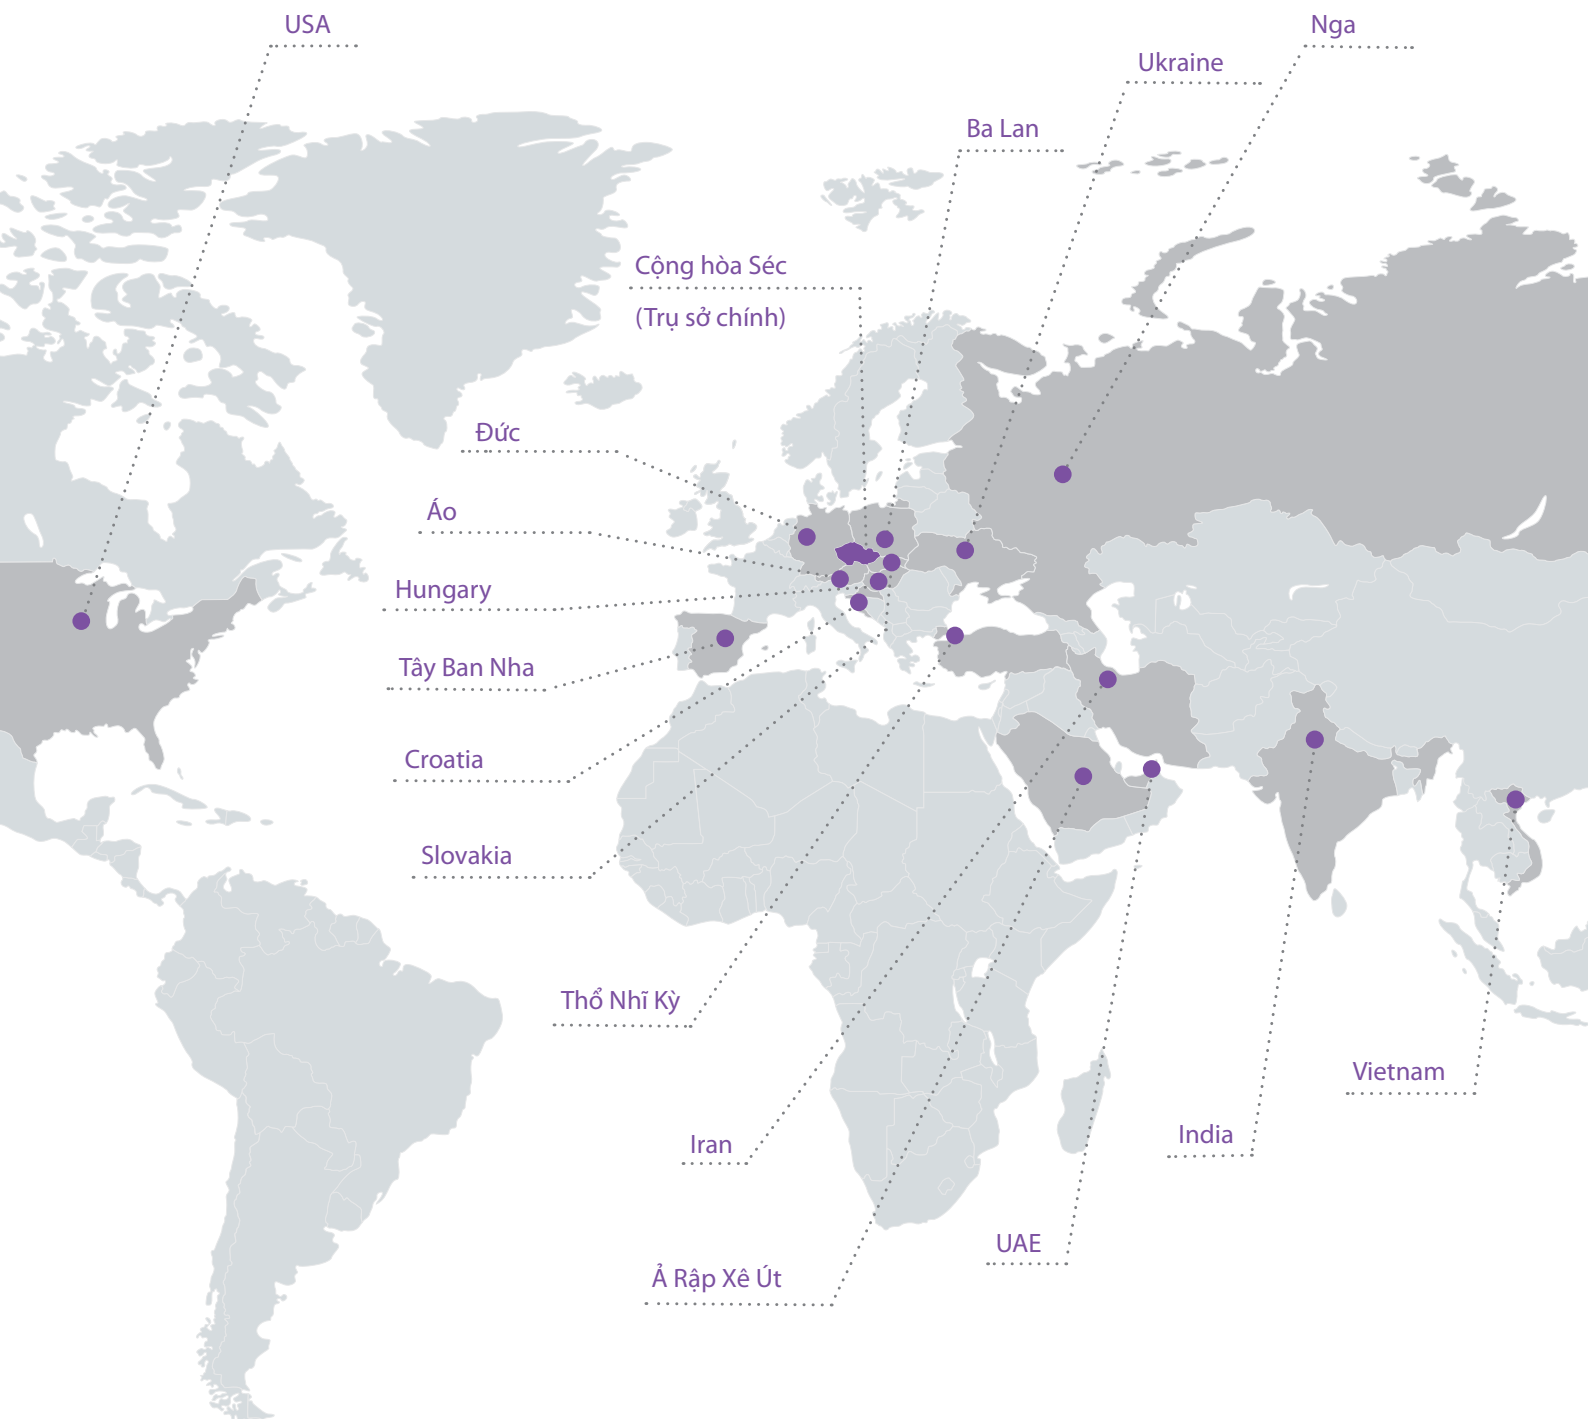 USA
Nga
Ukraine
Ba Lan
Cộng hòa Séc
(Trụ sở chính)
Đức
Áo
Hungary
Tây Ban Nha
Croatia
Slovakia
Thổ Nhĩ Kỳ
Vietnam
India
Iran
UAE
Ả Rập Xê Út